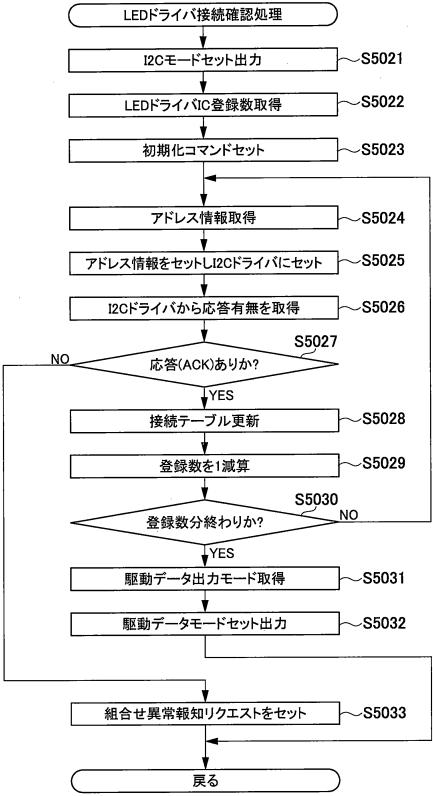 LEDドライバ接続確認処理
I2Cモードセット出力
S5021
LEDドライバIC登録数取得
S5022
初期化コマンドセット
S5023
アドレス情報取得
S5024
アドレス情報をセットしI2Cドライバにセット
S5025
I2Cドライバから応答有無を取得
S5026
S5027
NO
応答(ACK)ありか?
YES
接続テーブル更新
S5028
登録数を1減算
S5029
S5030
登録数分終わりか?
NO
YES
駆動データ出力モード取得
S5031
駆動データモードセット出力
S5032
組合せ異常報知リクエストをセット
S5033
戻る